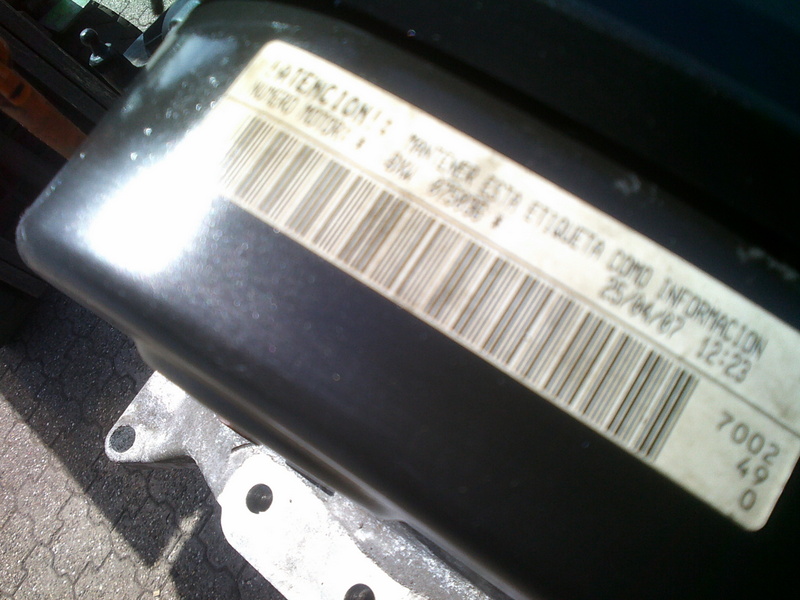 ¡ATENCION!: MANTENER ESTA ETIQUETA COMO INFORMACION
NUMERO MOTOR: * 25/04/07 12:23
7002
49
0